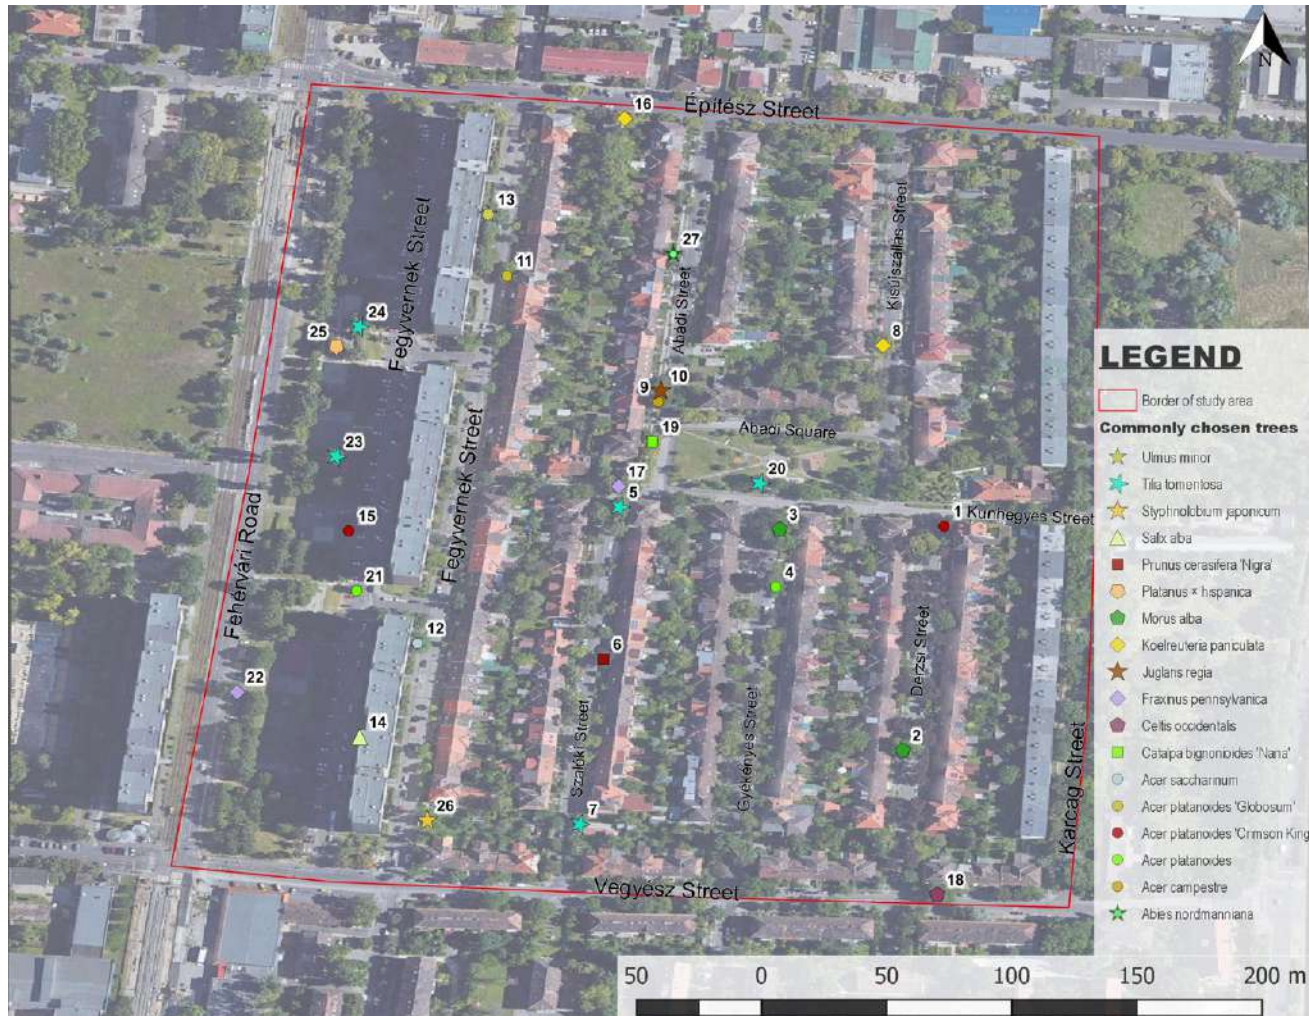 N
Építész Street
16
13
27
11
Fegyvernek Street
Abádi Street
Kisújszállás Street
24
25
8
LEGEND
Border of study area
Commonly chosen trees
Ulmus minor
Tilia tomentosa
Styphnolobium japonicum
Salix alba
Prunus cerasifera 'Nigra'
Platanus × hispanica
Morus alba
Koelreuteria paniculata
Juglans regia
Fraxinus pennsylvanica
Celtis occidentalis
Catalpa bignonioides 'Nana'
Acer saccharinum
Acer platanoides 'Globosum'
Acer platanoides 'Crimson King
Acer platanoides
Acer campestre
Abies nordmanniana
9
10
19
Abádi Square
23
17
20
5
Fegyvernek Street
Fehérvári Road
15
3
1
Kunhegyes Street
21
4
12
6
Derzsi Street
22
14
Szalóki Street
Gyékényes Street
2
Karcag Street
26
7
Vegyész Street
18
50 0 50 100 150 200 m